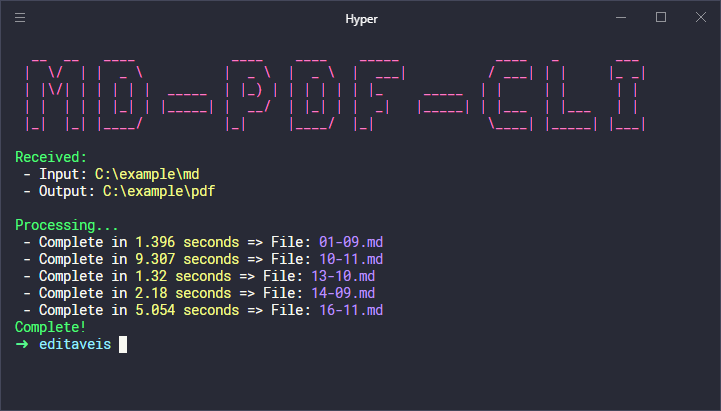 Hyper
MD-PDF-CLI
Received:
- Input: C:\example\md
- Output: C:\example\pdf
Processing...
- Complete in 1.396 seconds => File: 01-09.md
- Complete in 9.307 seconds => File: 10-11.md
- Complete in 1.32 seconds => File: 13-10.md
- Complete in 2.18 seconds => File: 14-09.md
- Complete in 5.054 seconds => File: 16-11.md
Complete!
➜ editaveis